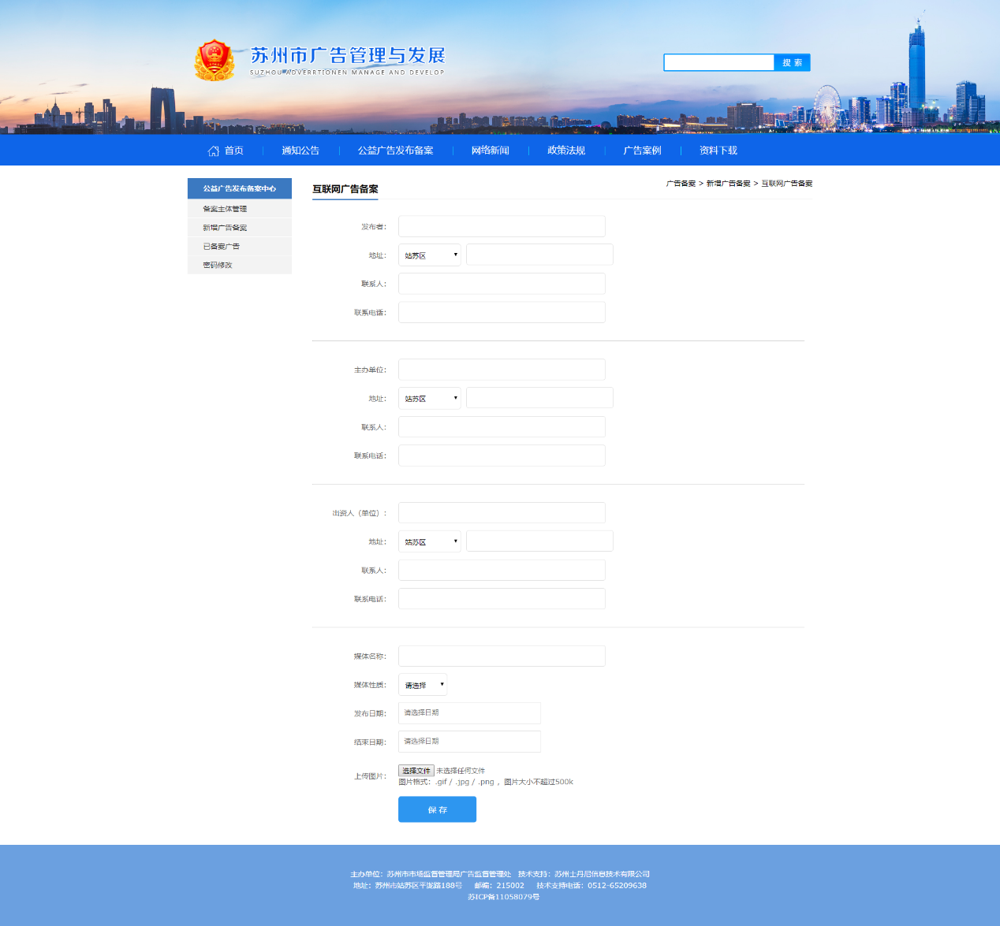 苏州市广告管理与发展
SUZHOU ADVERRTIONEN MANAGE AND DEVELOP
搜 索
首页 通知公告 公益广告发布备案 网络新闻 政策法规 广告案例 资料下载
公益广告发布备案中心
备案主体管理
新增广告备案
已备案广告
密码修改
互联网广告备案
广告备案 > 新增广告备案 > 互联网广告备案
发布者：
地址： 姑苏区
联系人：
联系电话：
主办单位：
地址： 姑苏区
联系人：
联系电话：
出资人（单位）：
地址： 姑苏区
联系人：
联系电话：
媒体名称：
媒体性质： 请选择
发布日期： 请选择日期
结束日期： 请选择日期
上传图片： 选择文件 未选择任何文件
图片格式：.gif / .jpg / .png ，图片大小不超过500k
保 存
主办单位：苏州市市场监督管理局广告监督管理处 技术支持：苏州土丹尼信息技术有限公司
地址：苏州市姑苏区平泷路188号 邮编：215002 技术支持电话：0512-65209638
苏ICP备11058079号